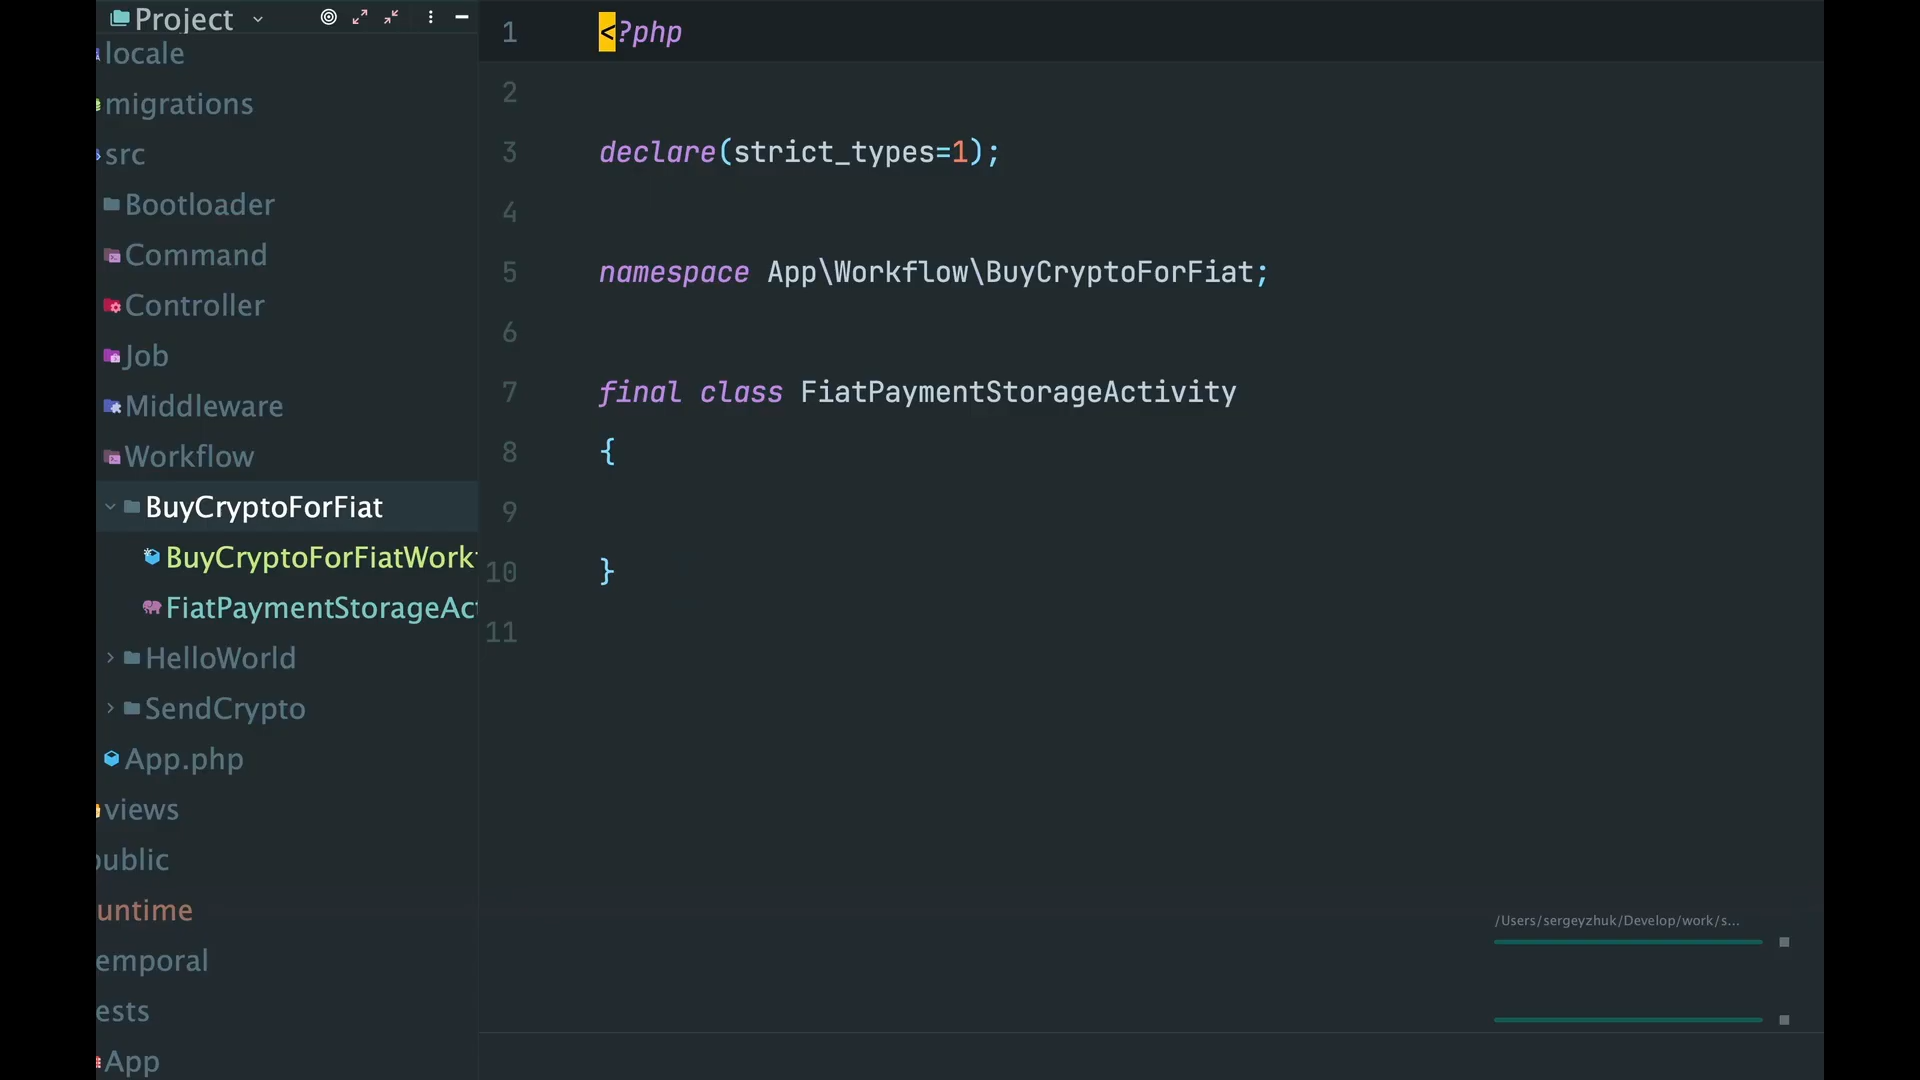 Project
locale
migrations
src
Bootloader
Command
Controller
Job
Middleware
Workflow
BuyCryptoForFiat
BuyCryptoForFiatWork
FiatPaymentStorageAct
HelloWorld
SendCrypto
App.php
views
public
untime
emporal
ests
App
1 <?php
2
3 declare(strict_types=1);
4
5 namespace App\Workflow\BuyCryptoForFiat;
6
7 final class FiatPaymentStorageActivity
8 {
9
10 }
11
/Users/sergeyzhuk/Develop/work/s...